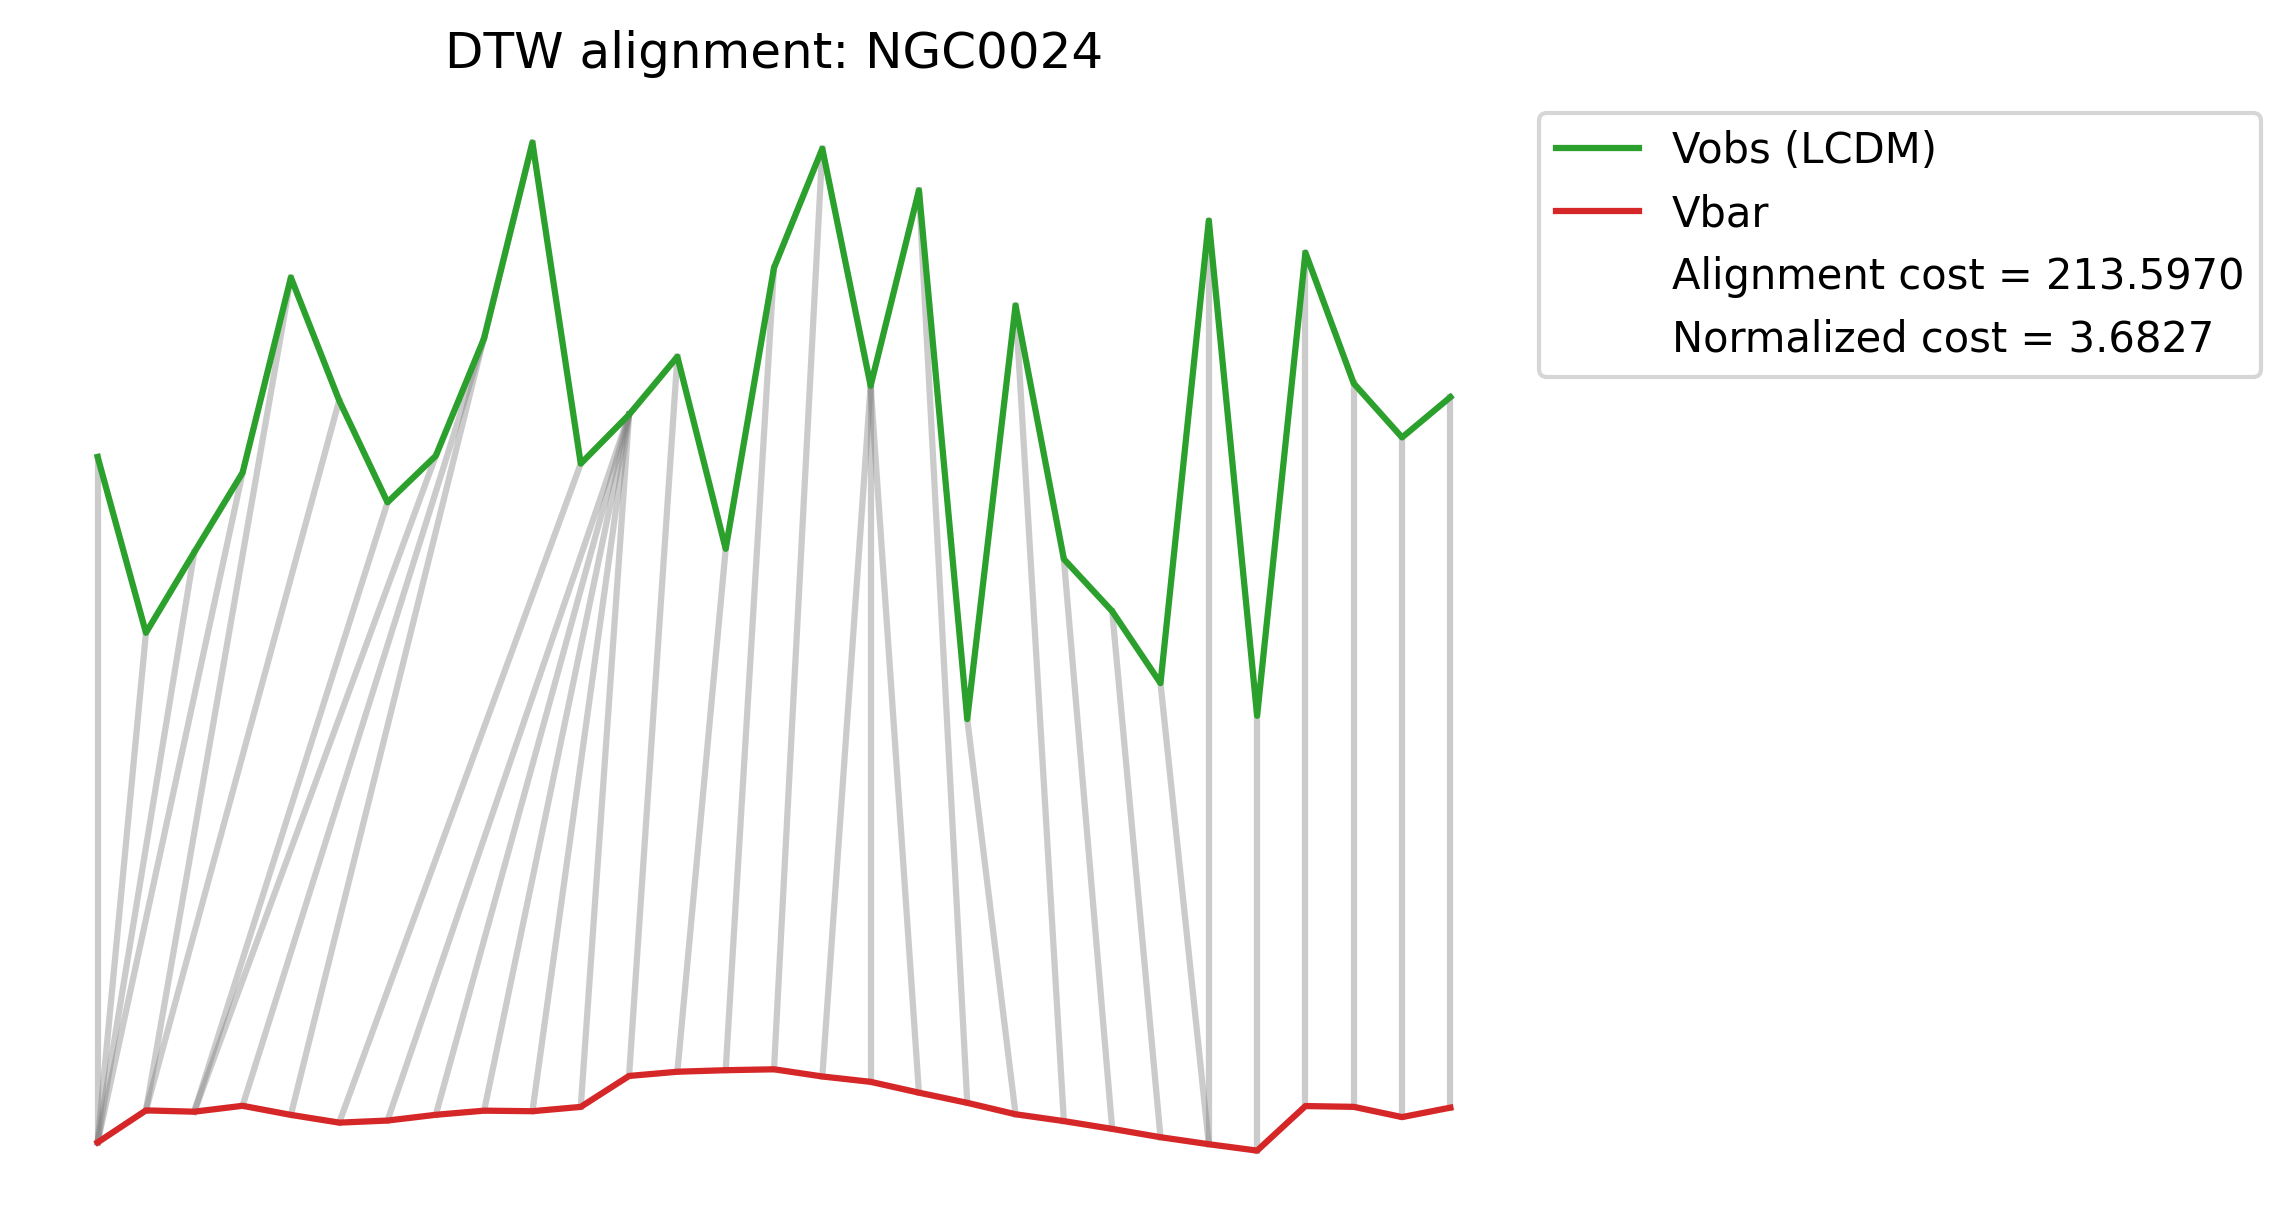 DTW alignment: NGC0024
Vobs (LCDM)
Vbar
Alignment cost = 213.5970
Normalized cost = 3.6827